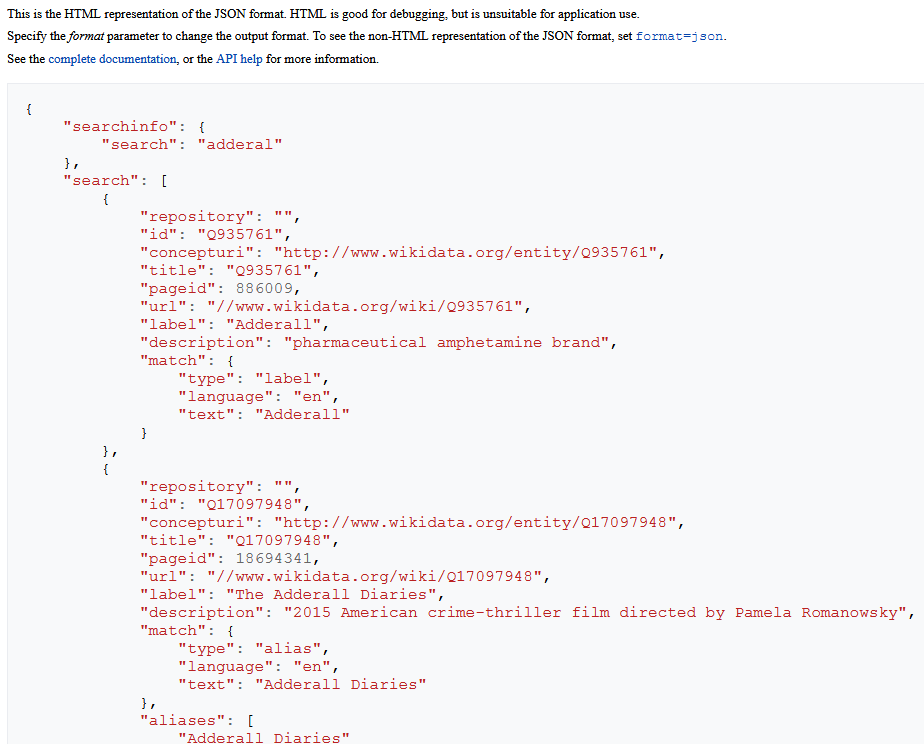 This is the HTML representation of the JSON format. HTML is good for debugging, but is unsuitable for application use.
Specify the format parameter to change the output format. To see the non-HTML representation of the JSON format, set format=json.
See the complete documentation, or the API help for more information.
{
    "searchinfo": {
        "search": "adderal"
    },
    "search": [
        {
            "repository": "",
            "id": "Q935761",
            "concepturi": "http://www.wikidata.org/entity/Q935761",
            "title": "Q935761",
            "pageid": 886009,
            "url": "//www.wikidata.org/wiki/Q935761",
            "label": "Adderall",
            "description": "pharmaceutical amphetamine brand",
            "match": {
                "type": "label",
                "language": "en",
                "text": "Adderall"
            }
        },
        {
            "repository": "",
            "id": "Q17097948",
            "concepturi": "http://www.wikidata.org/entity/Q17097948",
            "title": "Q17097948",
            "pageid": 18694341,
            "url": "//www.wikidata.org/wiki/Q17097948",
            "label": "The Adderall Diaries",
            "description": "2015 American crime-thriller film directed by Pamela Romanowsky",
            "match": {
                "type": "alias",
                "language": "en",
                "text": "Adderall Diaries"
            },
            "aliases": [
                "Adderall Diaries"